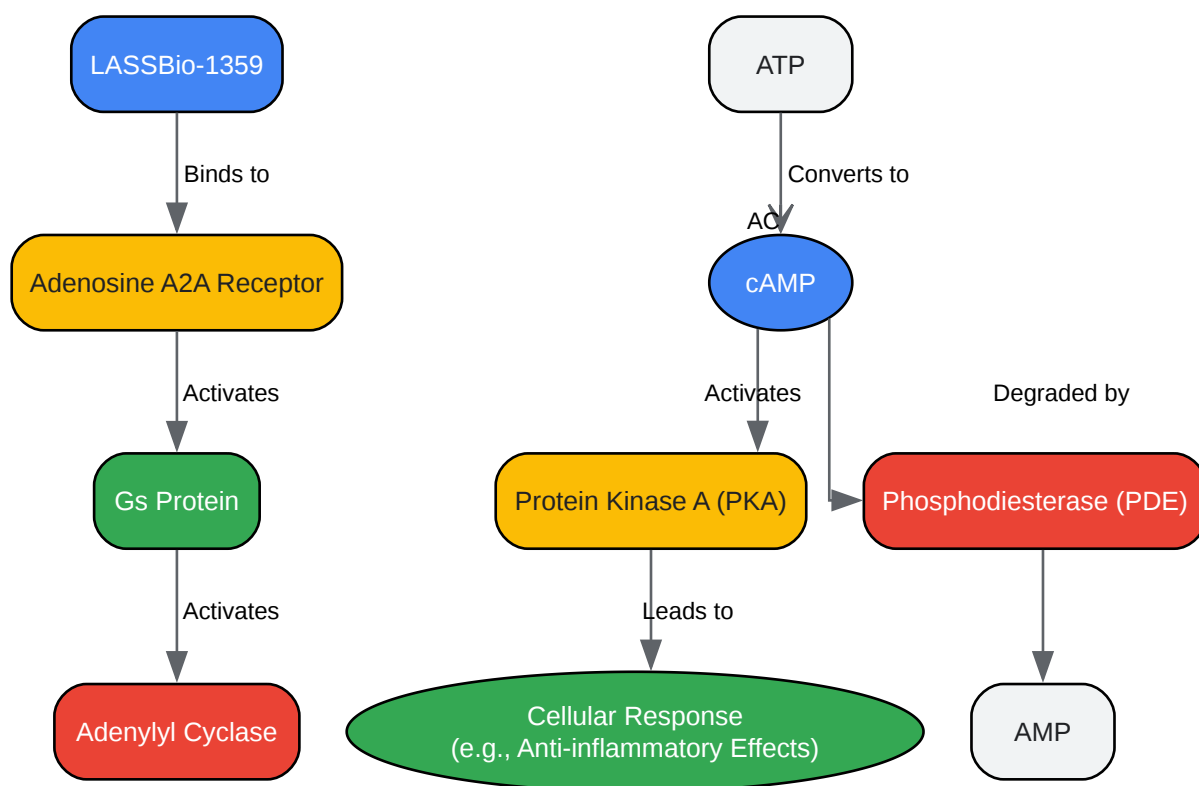 LASSBio-1359
ATP
Binds to
Converts to
AC
Adenosine A2A Receptor
cAMP
Activates
Activates
Degraded by
Gs Protein
Protein Kinase A (PKA)
Phosphodiesterase (PDE)
Activates
Leads to
Adenylyl Cyclase
Cellular Response
(e.g., Anti-inflammatory Effects)
AMP